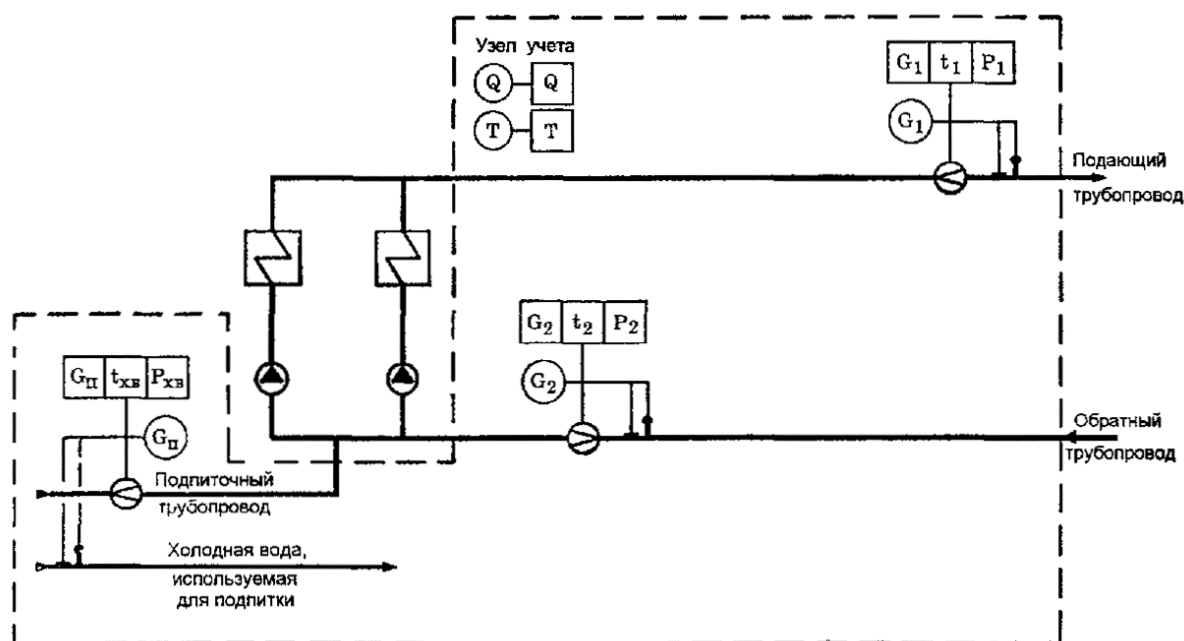 Узел учета
Q Q
T T
G1 t1 P1
G1
Подающий
трубопровод
G2 t2 P2
G2
Обратный
трубопровод
Gп tхв Pхв
Gп
Подпиточный
трубопровод
Холодная вода,
используемая
для подпитки